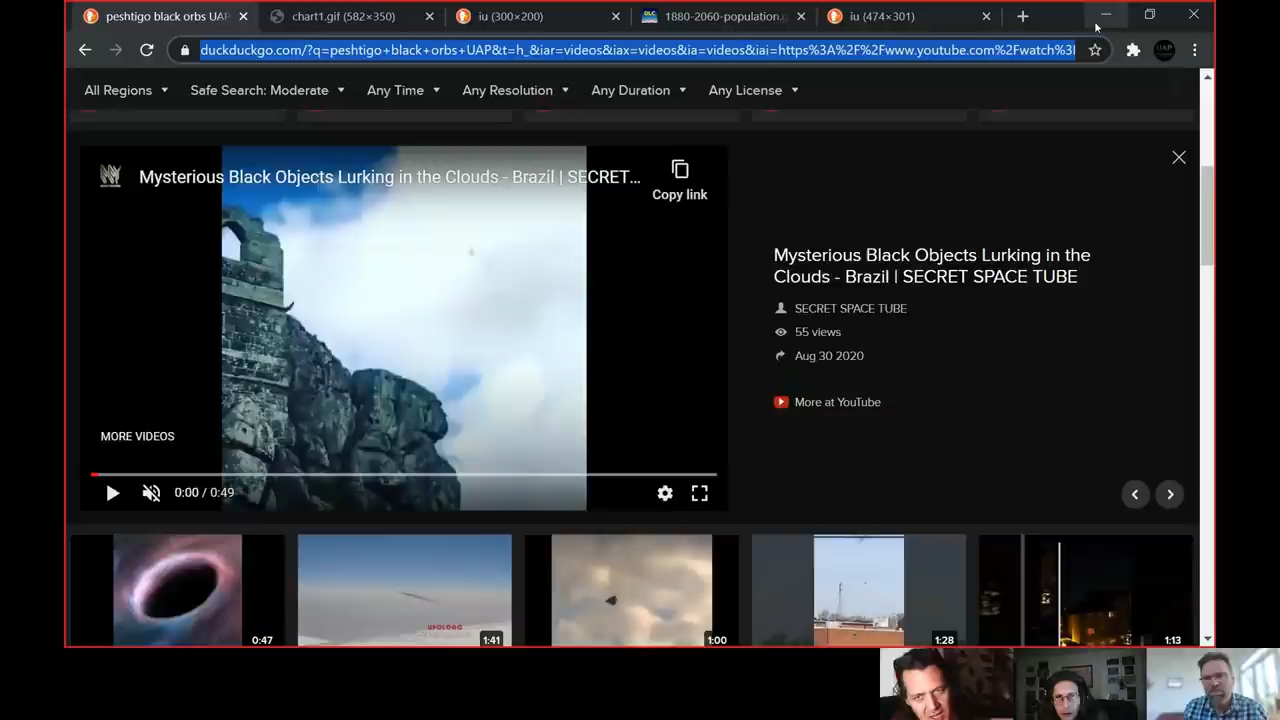 peshtigo black orbs UAP
chart1.gif (582×350)
iu (300×200)
1880-2060-population.g
iu (474×301)
duckduckgo.com/?q=peshtigo+black+orbs+UAP&t=h_&iar=videos&iax=videos&ia=videos&iai=https%3A%2F%2Fwww.youtube.com%2Fwatch%3
UAP
All Regions
Safe Search: Moderate
Any Time
Any Resolution
Any Duration
Any License
Mysterious Black Objects Lurking in the Clouds - Brazil | SECRET...
Copy link
MORE VIDEOS
0:00 / 0:49
Mysterious Black Objects Lurking in the
Clouds - Brazil | SECRET SPACE TUBE
SECRET SPACE TUBE
55 views
Aug 30 2020
More at YouTube
0:47
UFOLOGO
1:41
1:00
1:28
1:13